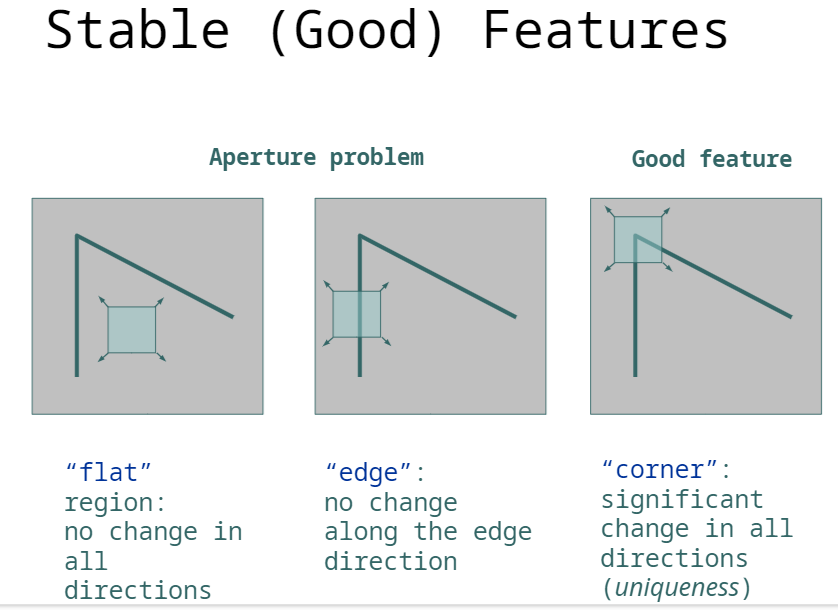 Stable (Good) Features
Aperture problem
Good feature
“flat”
region:
no change in
all
directions
“edge”:
no change
along the edge
direction
“corner”:
significant
change in all
directions
(uniqueness)